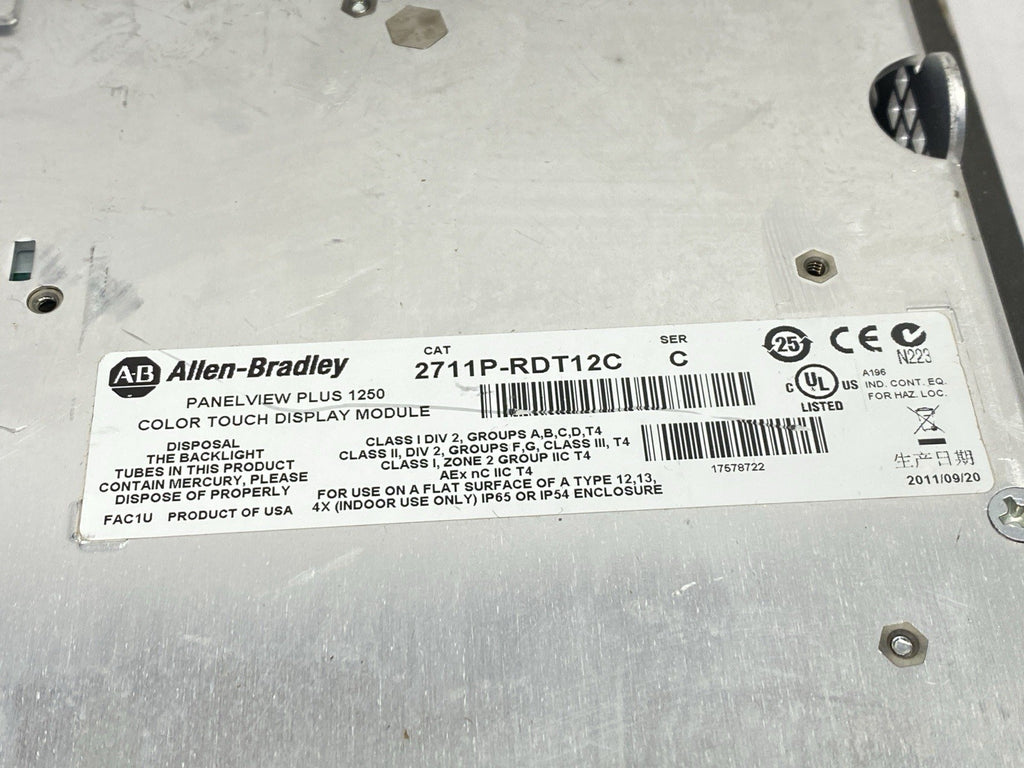 A·B Allen-Bradley
CAT
2711P-RDT12C
SER
C
PANELVIEW PLUS 1250
COLOR TOUCH DISPLAY MODULE
DISPOSAL
THE BACKLIGHT
TUBES IN THIS PRODUCT
CONTAIN MERCURY, PLEASE
DISPOSE OF PROPERLY
FAC1U PRODUCT OF USA
CLASS I DIV 2, GROUPS A,B,C,D,T4
CLASS II, DIV 2, GROUPS F,G, CLASS III, T4
CLASS I, ZONE 2 GROUP IIC T4
AEx nC IIC T4
FOR USE ON A FLAT SURFACE OF A TYPE 12,13,
4X (INDOOR USE ONLY) IP65 OR IP54 ENCLOSURE
17578722
25
CE
N223
C UL US
LISTED
A196
IND. CONT. EQ.
FOR HAZ. LOC.
生产日期
2011/09/20